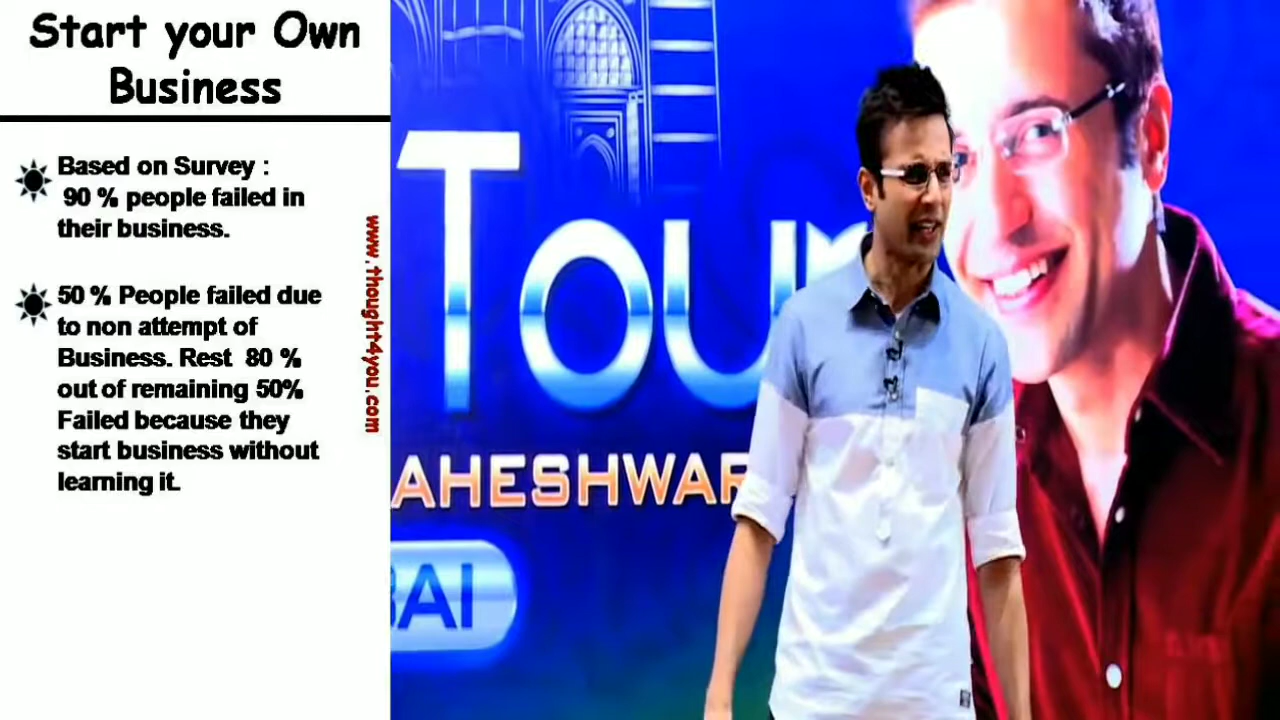 Start your Own
Business
Based on Survey :
90 % people failed in
their business.
50 % People failed due
to non attempt of
Business. Rest 80 %
out of remaining 50%
Failed because they
start business without
learning it.
www.thought4you.com
Tour
AHESHWAR
BAI